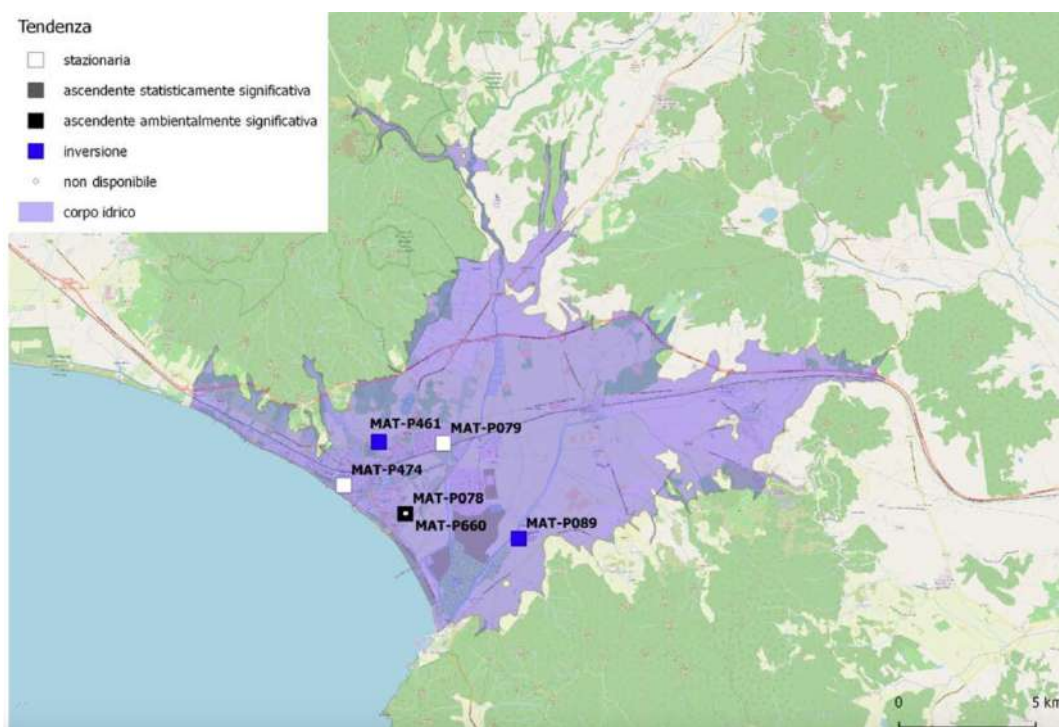 Tendenza
stazionaria
ascendente statisticamente significativa
ascendente ambientalmente significativa
inversione
non disponibile
corpo idrico
MAT-P461
MAT-P079
MAT-P474
MAT-P078
MAT-P660
MAT-P089
0
5 km